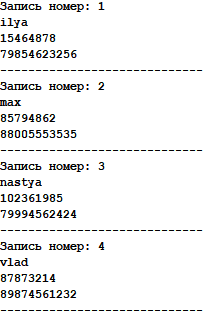 Запись номер: 1
ilya
15464878
79854623256
-----------------------------
Запись номер: 2
max
85794862
88005553535
-----------------------------
Запись номер: 3
nastya
102361985
79994562424
-----------------------------
Запись номер: 4
vlad
87873214
89874561232
-----------------------------